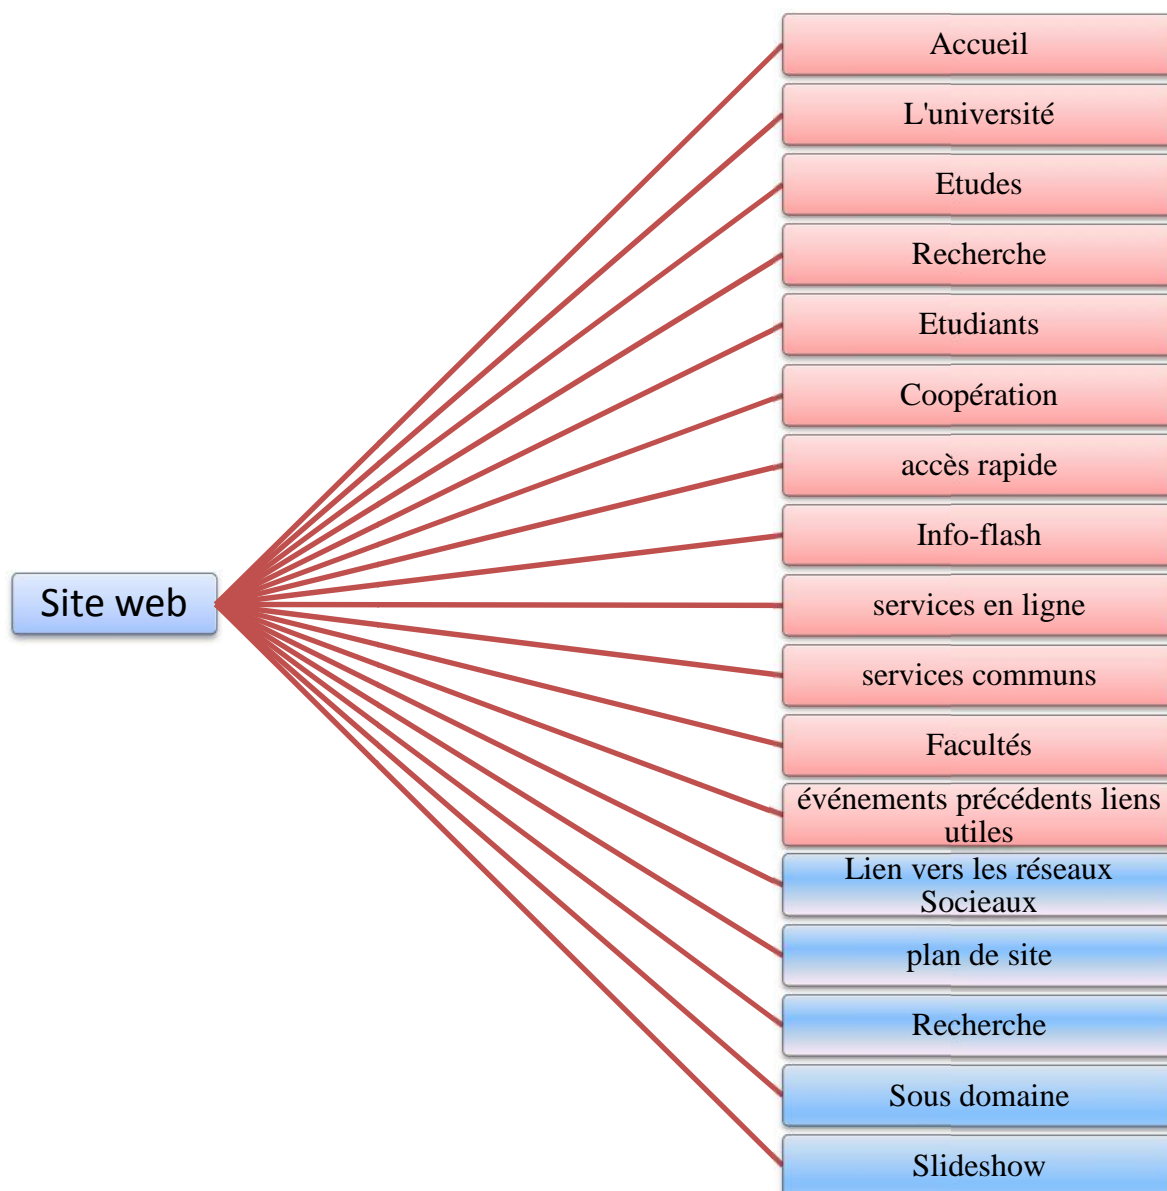 Accueil
L'université
Etudes
Recherche
Etudiants
Coopération
accès rapide
Info-flash
Site web
services en ligne
services communs
Facultés
événements précédents liens
utiles
Lien vers les réseaux
Socieaux
plan de site
Recherche
Sous domaine
Slideshow